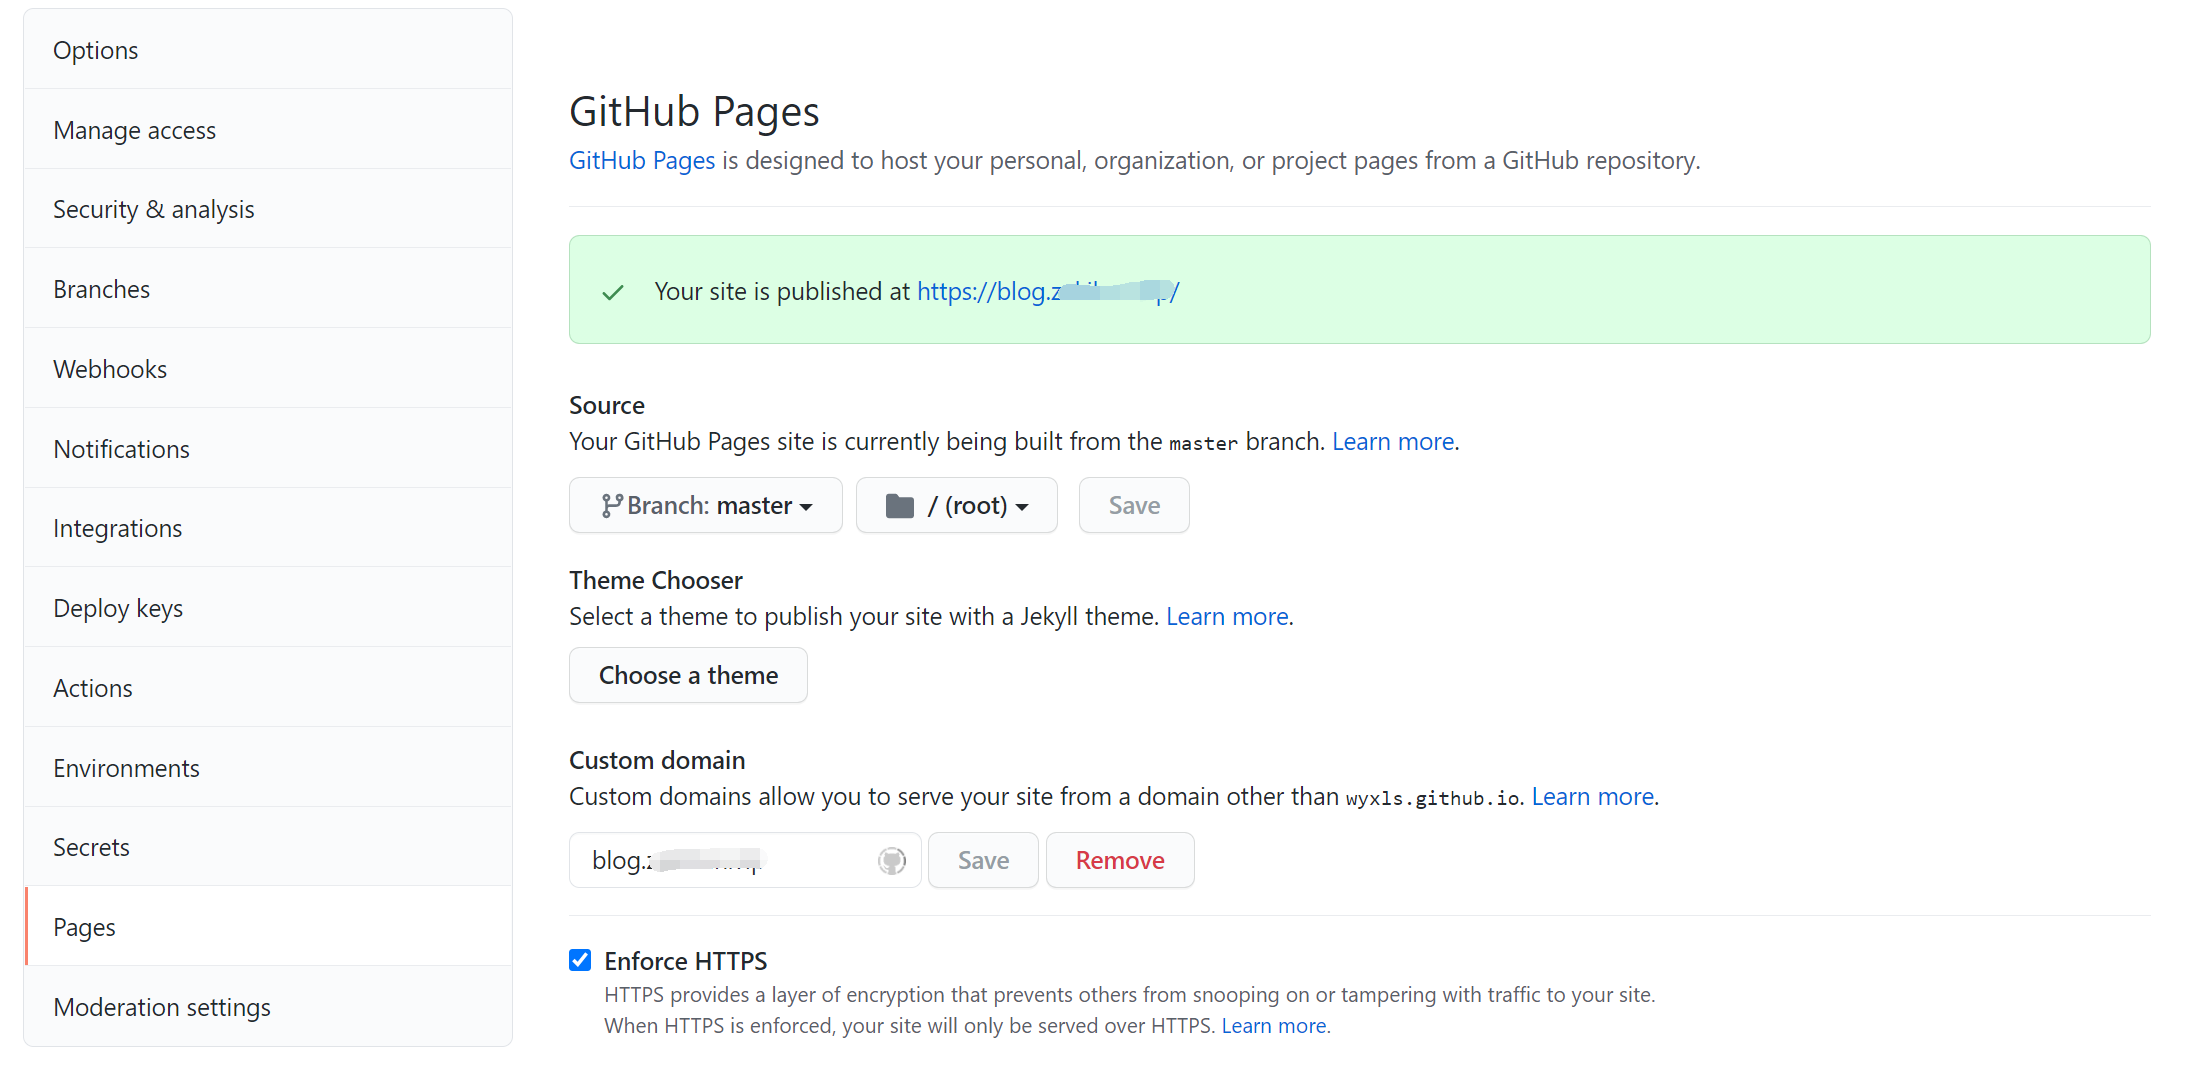 Options
Manage access
Security & analysis
Branches
Webhooks
Notifications
Integrations
Deploy keys
Actions
Environments
Secrets
Pages
Moderation settings
GitHub Pages
GitHub Pages is designed to host your personal, organization, or project pages from a GitHub repository.
Your site is published at
Source
Your GitHub Pages site is currently being built from the master branch. Learn more.
Branch: master
/ (root)
Save
Theme Chooser
Select a theme to publish your site with a Jekyll theme. Learn more.
Choose a theme
Custom domain
Custom domains allow you to serve your site from a domain other than wyxls.github.io. Learn more.
Save
Remove
Enforce HTTPS
HTTPS provides a layer of encryption that prevents others from snooping on or tampering with traffic to your site.
When HTTPS is enforced, your site will only be served over HTTPS. Learn more.